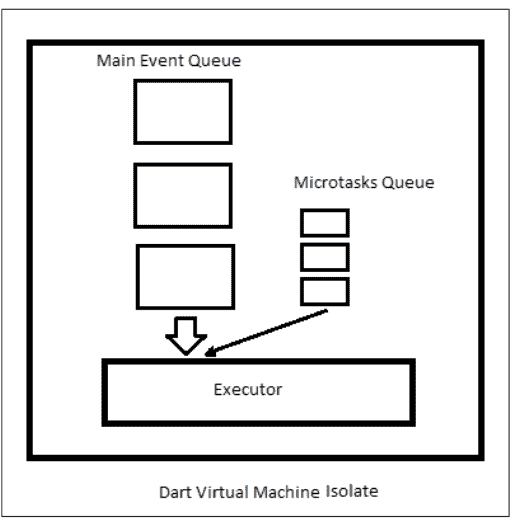 Main Event Queue
Microtasks Queue
Executor
Dart Virtual Machine Isolate